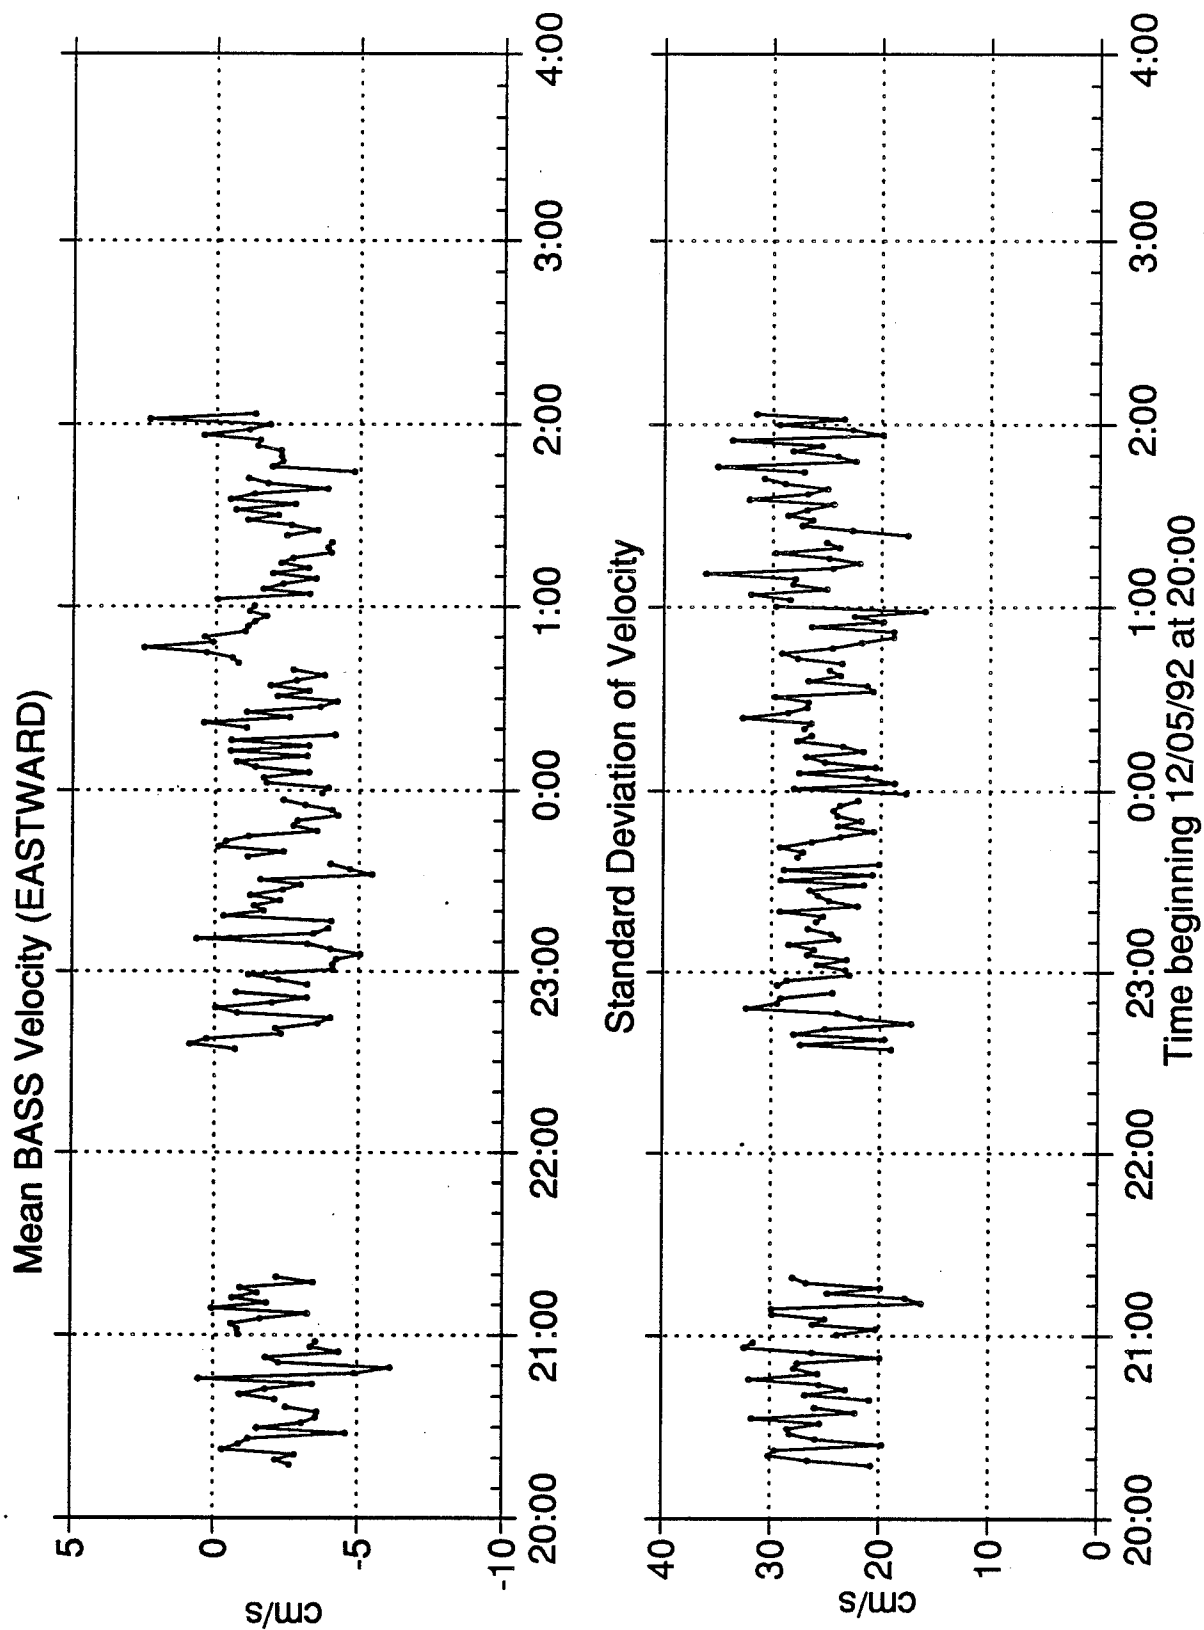 Mean BASS Velocity (EASTWARD)
5
0
-5
-10
cm/s
20:00 21:00 22:00 23:00 0:00 1:00 2:00 3:00 4:00
Standard Deviation of Velocity
40
30
20
10
0
cm/s
20:00 21:00 22:00 23:00 0:00 1:00 2:00 3:00 4:00
Time beginning 12/05/92 at 20:00